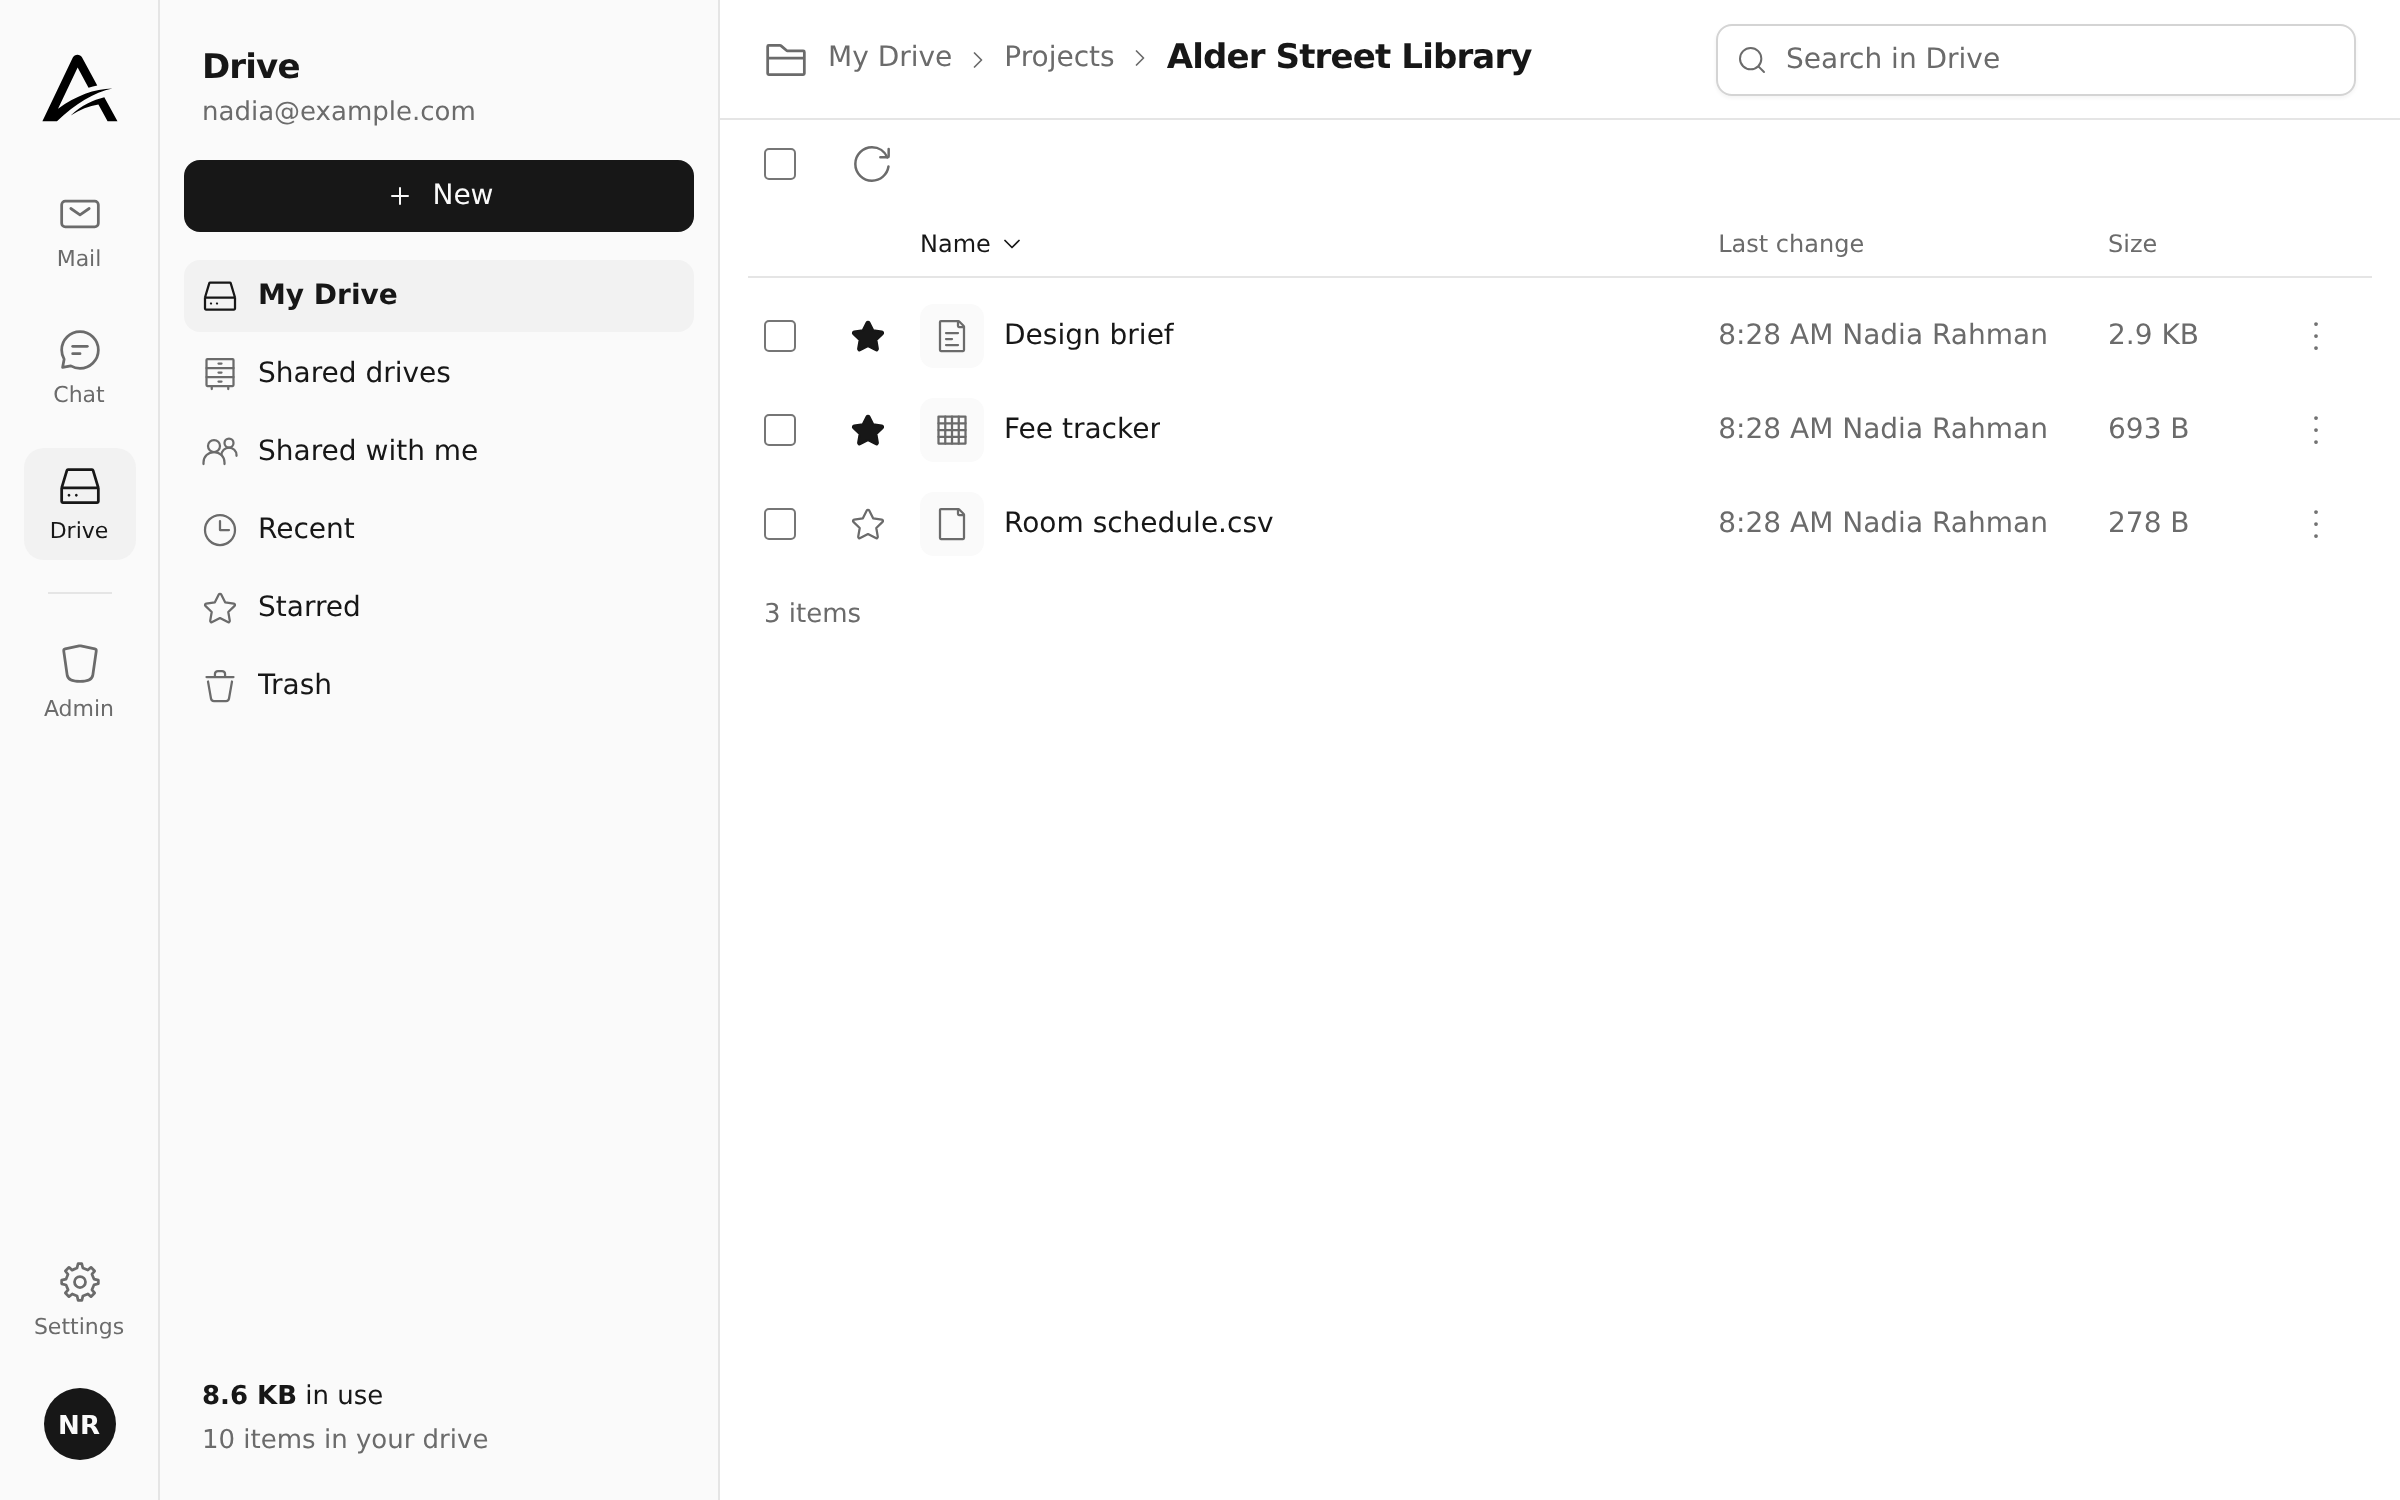 Mail
Chat
Drive
Admin
Settings
NR
Drive
nadia@example.com
New
My Drive
Shared drives
Shared with me
Recent
Starred
Trash
8.6 KB in use
10 items in your drive
My Drive Projects Alder Street Library
Search in Drive
Name Last change Size
Design brief 8:28 AM Nadia Rahman 2.9 KB
Fee tracker 8:28 AM Nadia Rahman 693 B
Room schedule.csv 8:28 AM Nadia Rahman 278 B
3 items